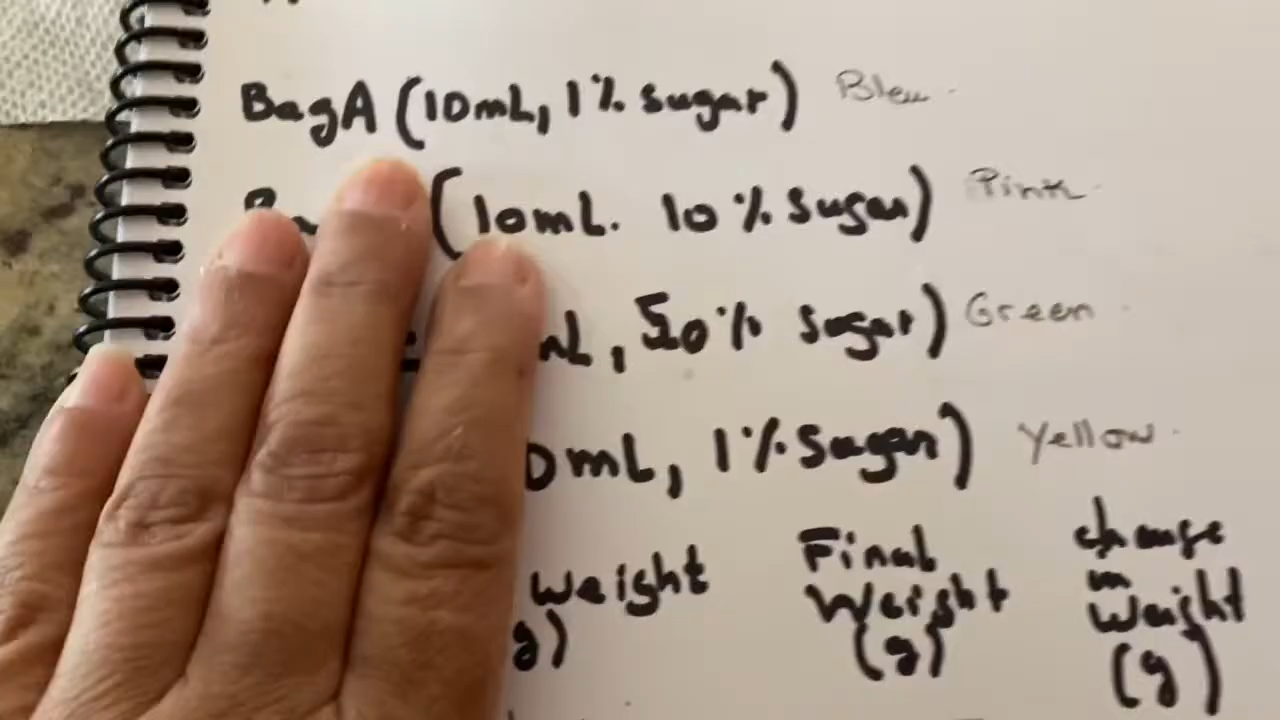 BagA (10mL, 1% sugar) Bleu
(10mL. 10% Sugar) Pink
mL, 50% sugar) Green
0mL, 1% Sugar) Yellow
weight Final Weight (g) change in Weight (g)
g)